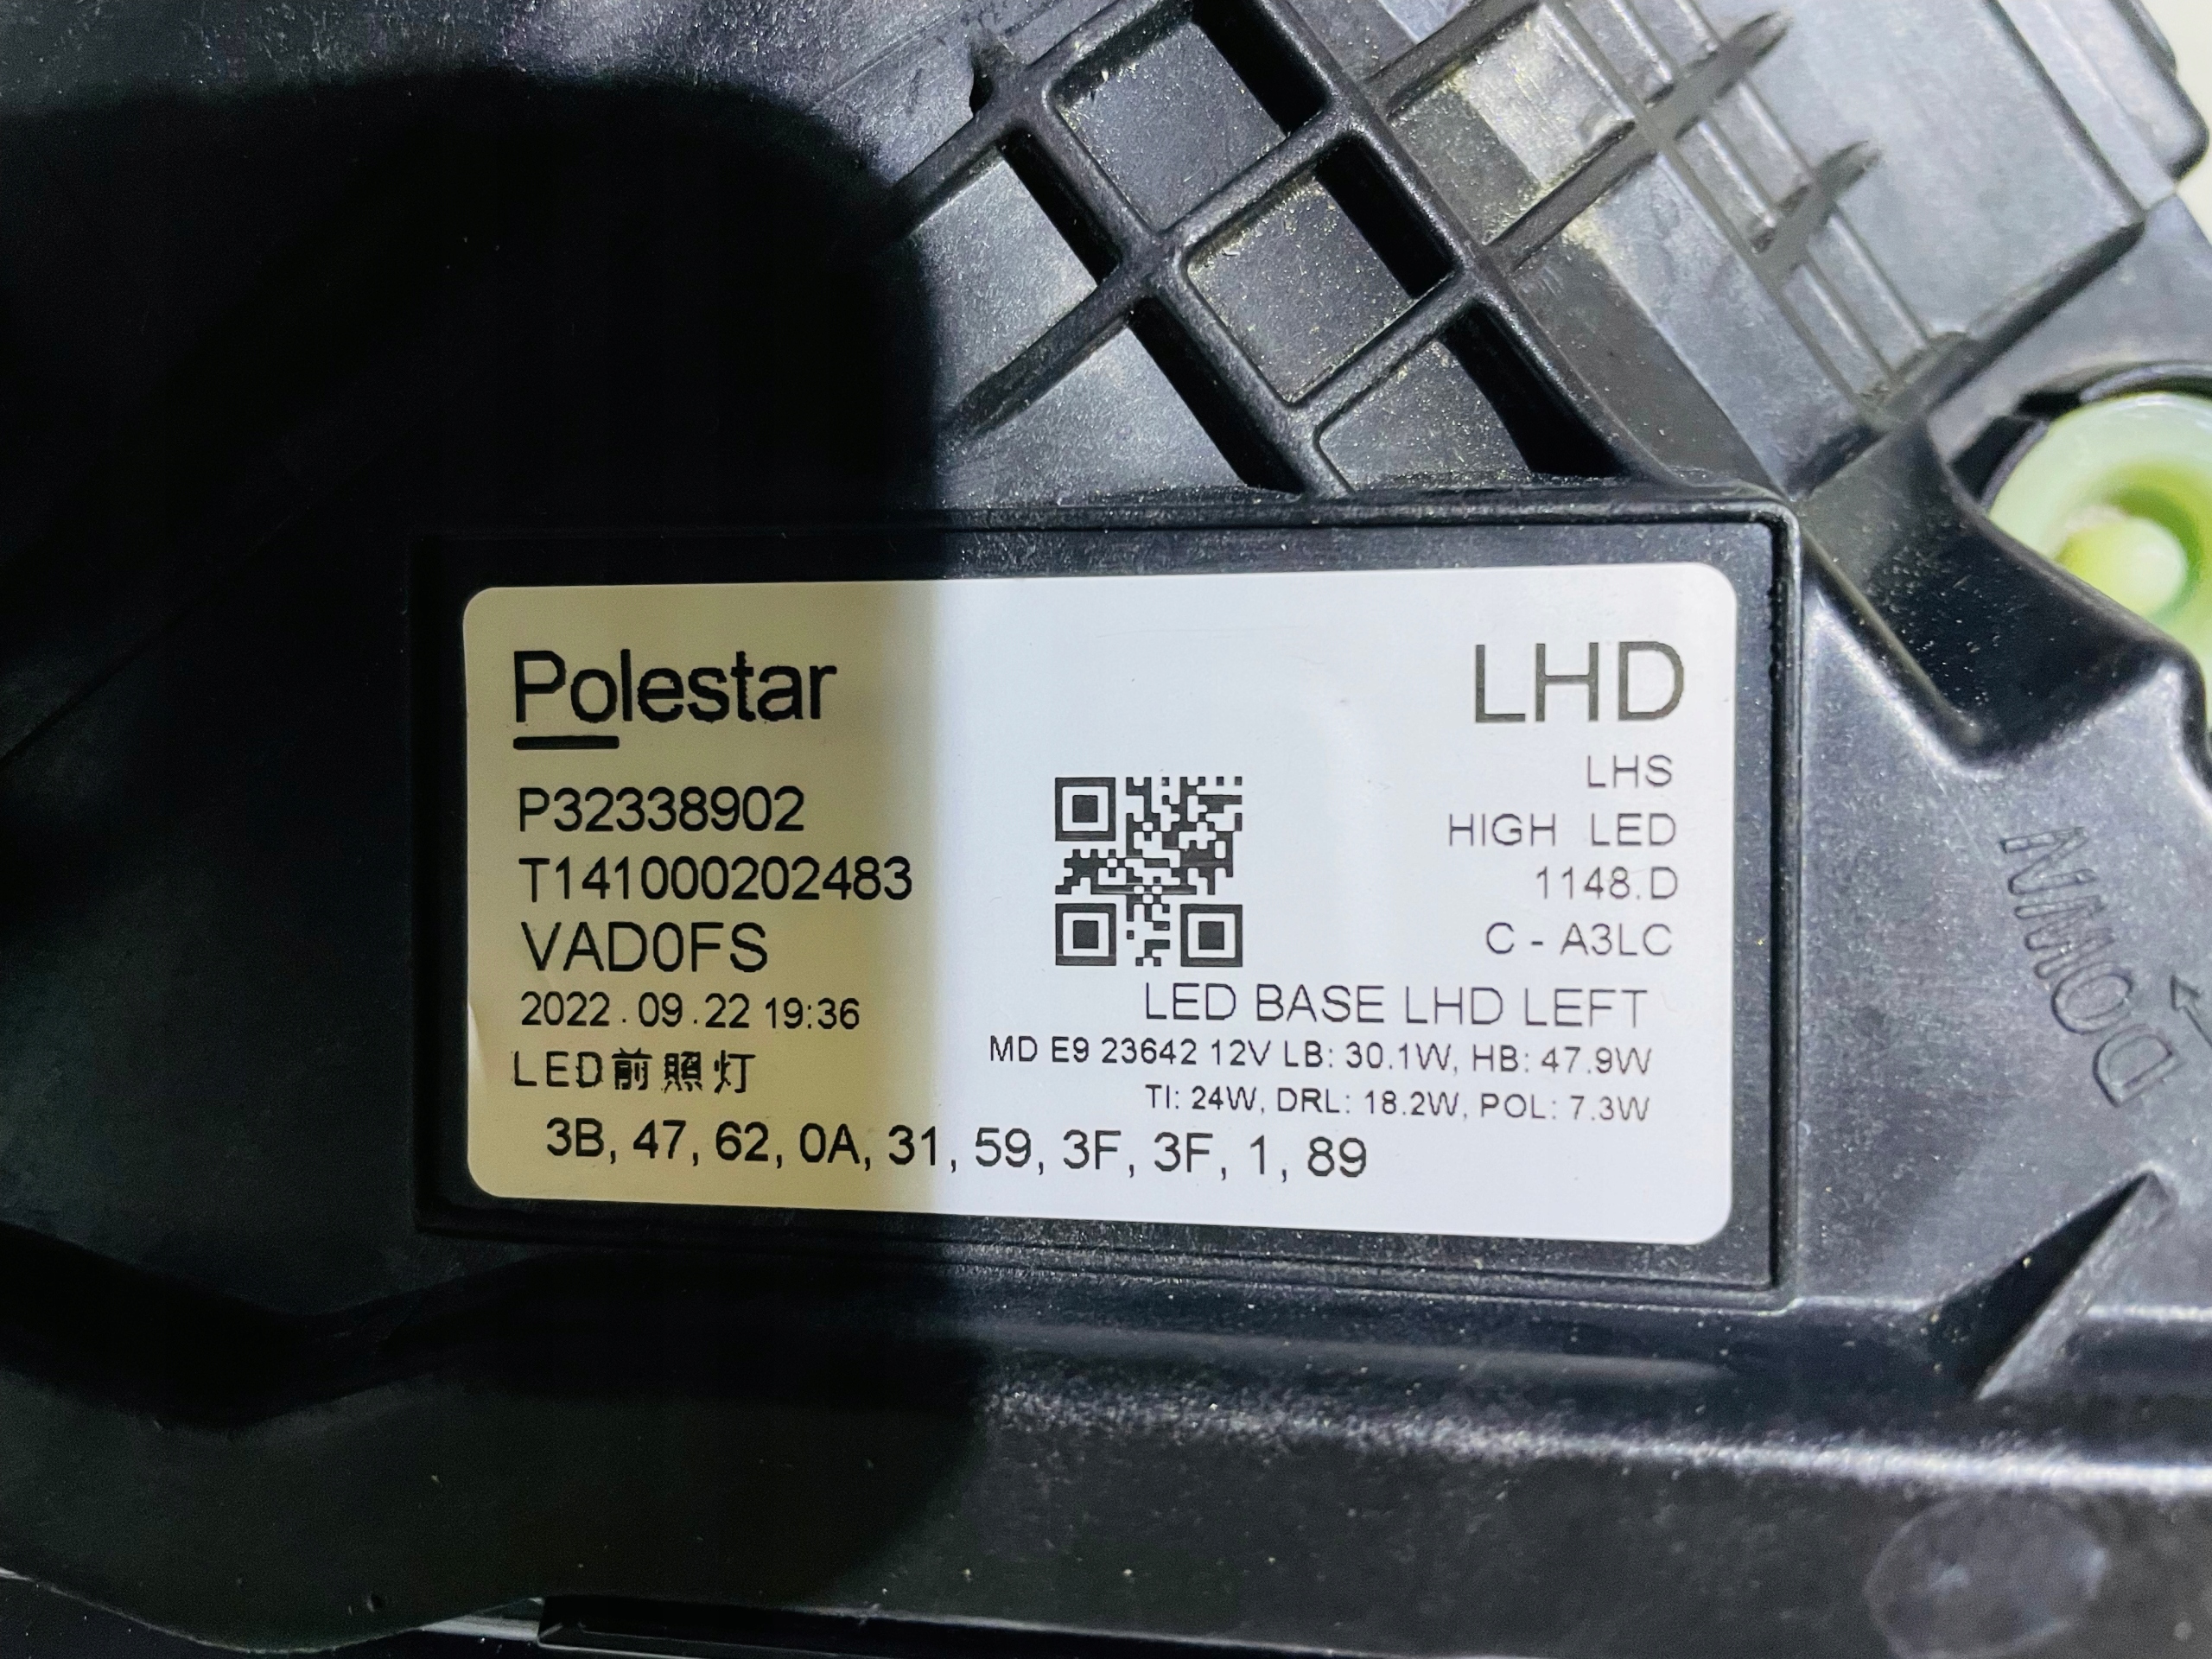 Polestar
P32338902
T141000202483
VAD0FS
2022.09.22 19:36
LED前照灯
LHD
LHS
HIGH LED
1148.D
C - A3LC
LED BASE LHD LEFT
MD E9 23642 12V LB: 30.1W, HB: 47.9W
TI: 24W, DRL: 18.2W, POL: 7.3W
3B, 47, 62, 0A, 31, 59, 3F, 3F, 1, 89
DOWN